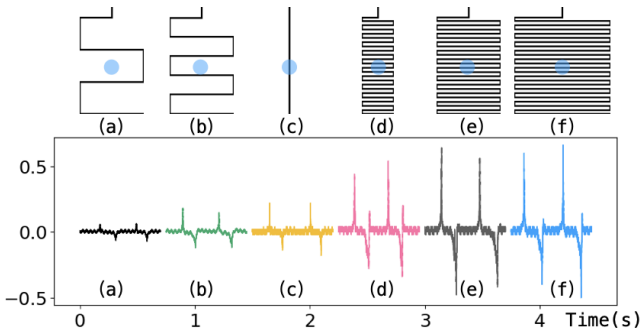 (a) (b) (c) (d) (e) (f)
0.5
0.0
−0.5
(a) (b) (c) (d) (e) (f)
0 1 2 3 4 Time(s)